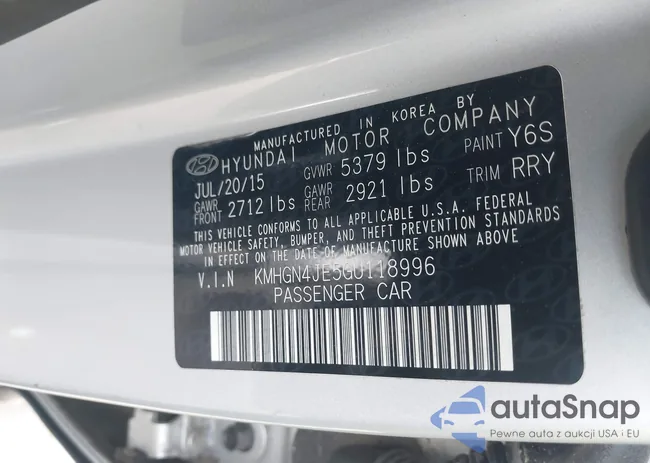 MANUFACTURED IN KOREA BY
HYUNDAI MOTOR COMPANY
JUL/20/15 GVWR 5379 lbs PAINT Y6S
GAWR FRONT 2712 lbs GAWR REAR 2921 lbs TRIM RRY
THIS VEHICLE CONFORMS TO ALL APPLICABLE U.S.A. FEDERAL
MOTOR VEHICLE SAFETY, BUMPER, AND THEFT PREVENTION STANDARDS
IN EFFECT ON THE DATE OF MANUFACTURE SHOWN ABOVE
V.I.N KMHGN4JE5GU118996
PASSENGER CAR
autaSnap
Pewne auta z aukcji USA i EU